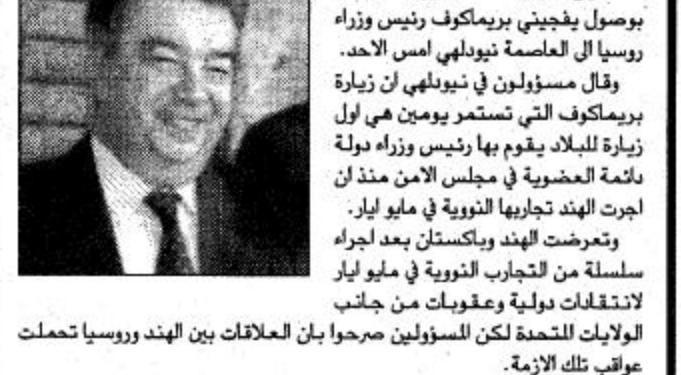 بوصول يفجيني بريماكوف رئيس وزراء
روسيا الى العاصمة نيودلهي امس الاحد.
وقال مسؤولون في نيودلهي ان زيارة
بريماكوف التي تستمر يومين هي اول
زيارة للبلاد يقوم بها رئيس وزراء دولة
دائمة العضوية في مجلس الامن منذ ان
اجرت الهند تجاربها النووية في مايو ايار.
وتعرضت الهند وباكستان بعد اجراء
سلسلة من التجارب النووية في مايو ايار
لانتقادات دولية وعقوبات من جانب
الولايات المتحدة لكن المسؤولين صرحوا بان العلاقات بين الهند وروسيا تحملت
عواقب تلك الازمة.